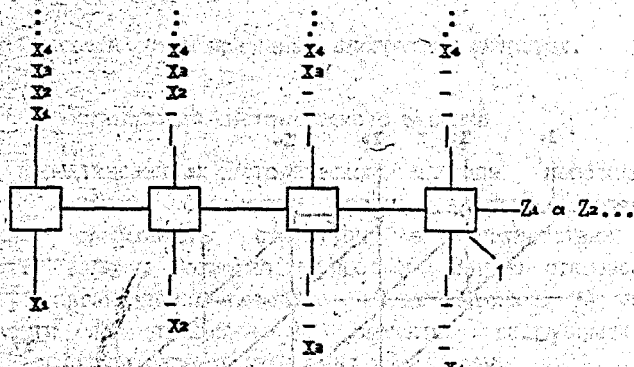 X4 X4 X4 X4
X3 X3 X3 -
X2 X2 - -
X1 - - -
Z1 α Z2...
1
X1 - - -
X2 -
X3